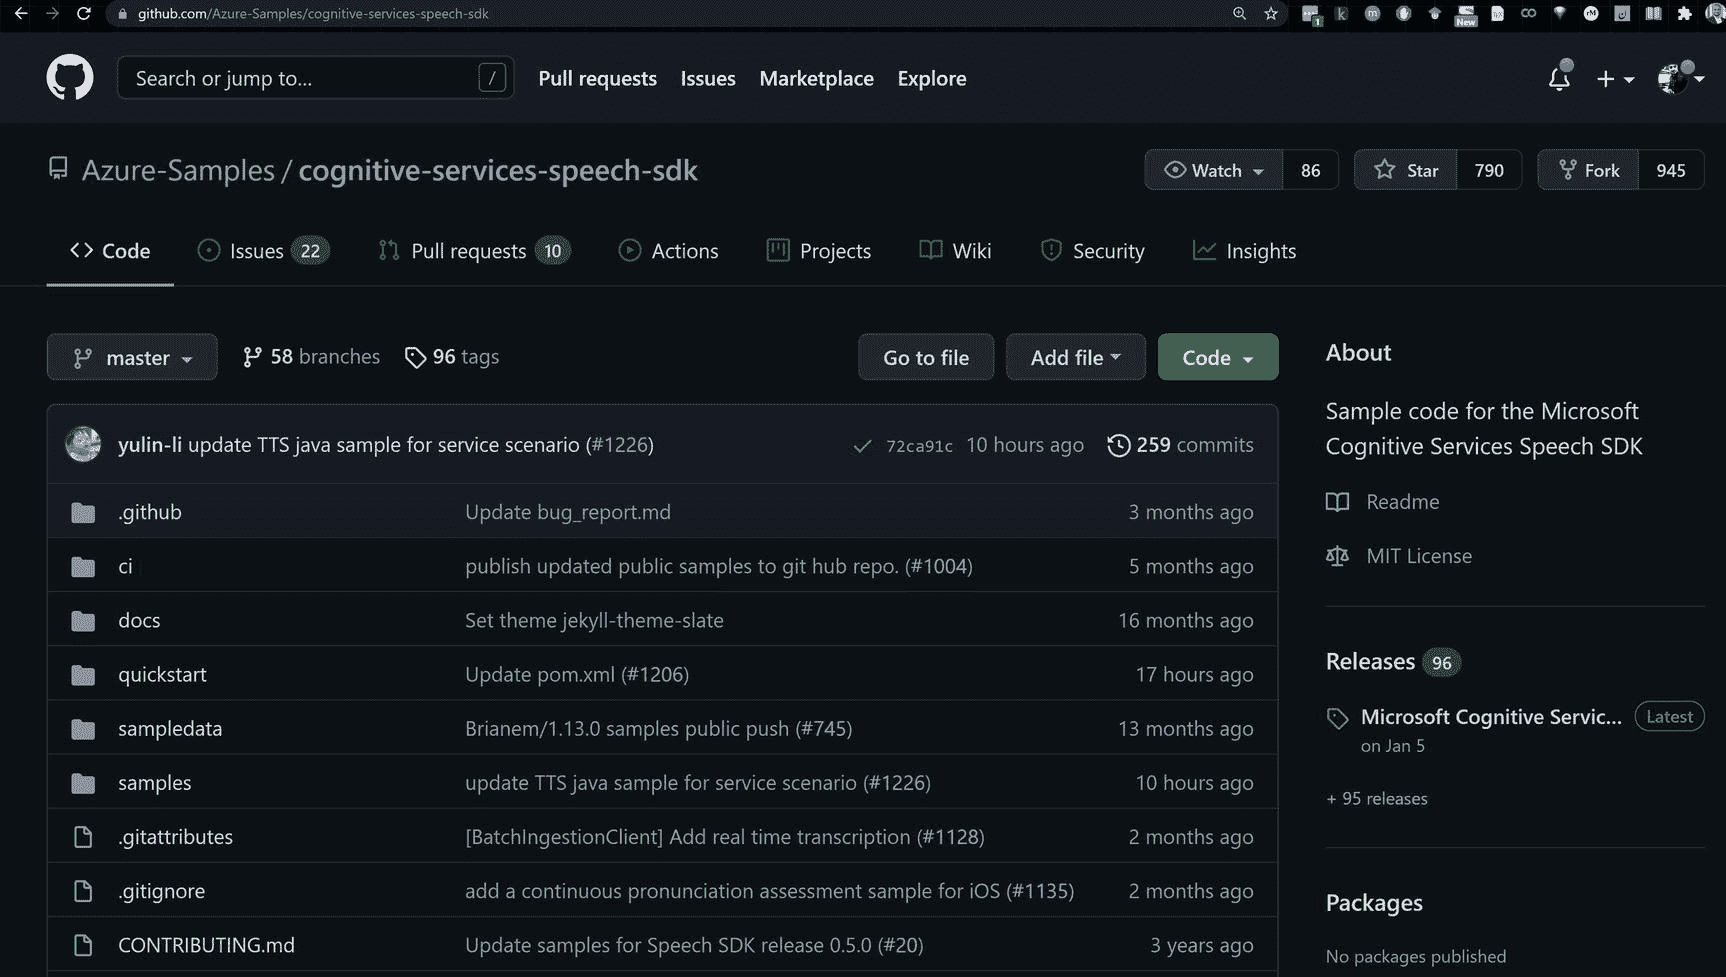 github.com/Azure-Samples/cognitive-services-speech-sdk
1
New
Search or jump to... /
Pull requests Issues Marketplace Explore
Azure-Samples / cognitive-services-speech-sdk
Watch 86 Star 790 Fork 945
Code Issues 22 Pull requests 10 Actions Projects Wiki Security Insights
master 58 branches 96 tags
Go to file Add file Code
yulin-li update TTS java sample for service scenario (#1226) 72ca91c 10 hours ago 259 commits
.github Update bug_report.md 3 months ago
ci publish updated public samples to git hub repo. (#1004) 5 months ago
docs Set theme jekyll-theme-slate 16 months ago
quickstart Update pom.xml (#1206) 17 hours ago
sampledata Brianem/1.13.0 samples public push (#745) 13 months ago
samples update TTS java sample for service scenario (#1226) 10 hours ago
.gitattributes [BatchIngestionClient] Add real time transcription (#1128) 2 months ago
.gitignore add a continuous pronunciation assessment sample for iOS (#1135) 2 months ago
CONTRIBUTING.md Update samples for Speech SDK release 0.5.0 (#20) 3 years ago
About
Sample code for the Microsoft
Cognitive Services Speech SDK
Readme
MIT License
Releases 96
Microsoft Cognitive Servic... Latest
on Jan 5
+ 95 releases
Packages
No packages published